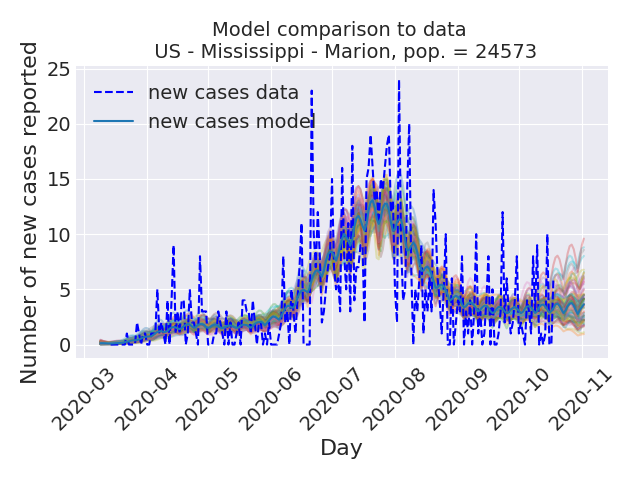 Model comparison to data
US - Mississippi - Marion, pop. = 24573
Number of new cases reported
25
20
15
10
5
0
new cases data
new cases model
2020-03
2020-04
2020-05
2020-06
2020-07
2020-08
2020-09
2020-10
2020-11
Day